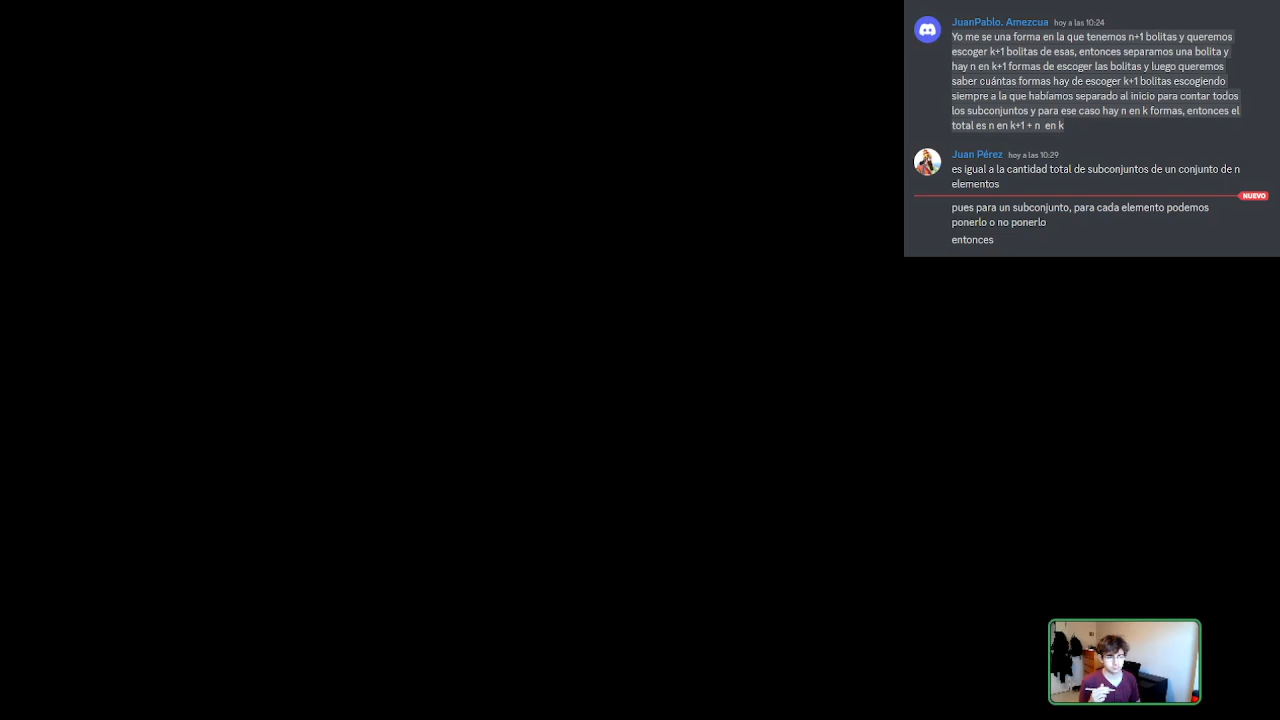 JuanPablo. Amezcua hoy a las 10:24
Yo me se una forma en la que tenemos n+1 bolitas y queremos
escoger k+1 bolitas de esas, entonces separamos una bolita y
hay n en k+1 formas de escoger las bolitas y luego queremos
saber cuántas formas hay de escoger k+1 bolitas escogiendo
siempre a la que habíamos separado al inicio para contar todos
los subconjuntos y para ese caso hay n en k formas, entonces el
total es n en k+1 + n en k
Juan Pérez hoy a las 10:29
es igual a la cantidad total de subconjuntos de un conjunto de n
elementos
NUEVO
pues para un subconjunto, para cada elemento podemos
ponerlo o no ponerlo
entonces